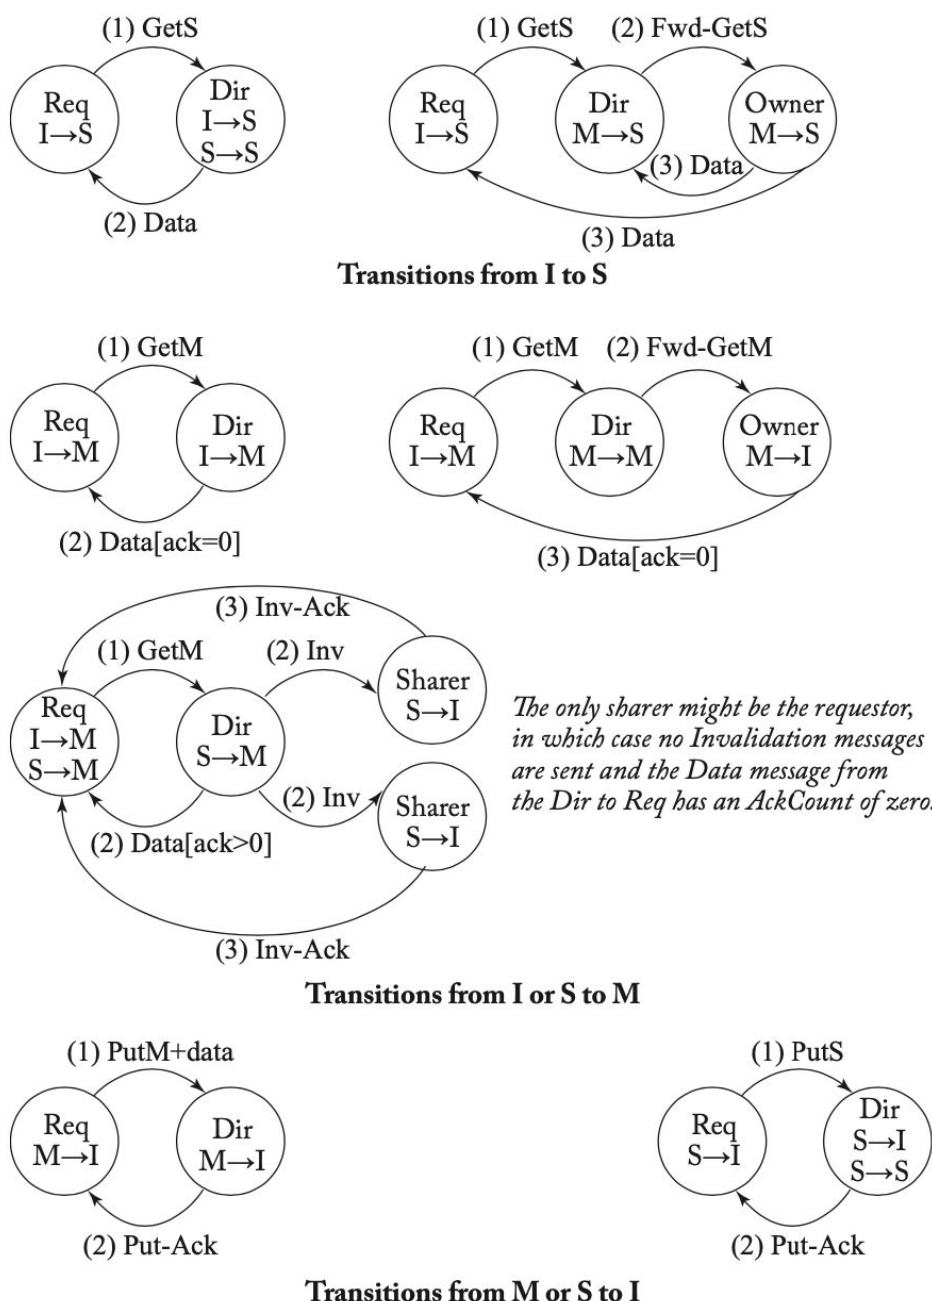 (1) GetS
Req
I→S
Dir
I→S
S→S
(2) Data
(1) GetS
(2) Fwd-GetS
Req
I→S
Dir
M→S
Owner
M→S
(3) Data
(3) Data
Transitions from I to S
(1) GetM
Req
I→M
Dir
I→M
(2) Data[ack=0]
(1) GetM
(2) Fwd-GetM
Req
I→M
Dir
M→M
Owner
M→I
(3) Data[ack=0]
(3) Inv-Ack
(1) GetM
(2) Inv
Req
I→M
S→M
Dir
S→M
Sharer
S→I
(2) Inv
Sharer
S→I
(2) Data[ack>0]
(3) Inv-Ack
The only sharer might be the requestor,
in which case no Invalidation messages
are sent and the Data message from
the Dir to Req has an AckCount of zero.
Transitions from I or S to M
(1) PutM+data
Req
M→I
Dir
M→I
(2) Put-Ack
(1) PutS
Req
S→I
Dir
S→I
S→S
(2) Put-Ack
Transitions from M or S to I